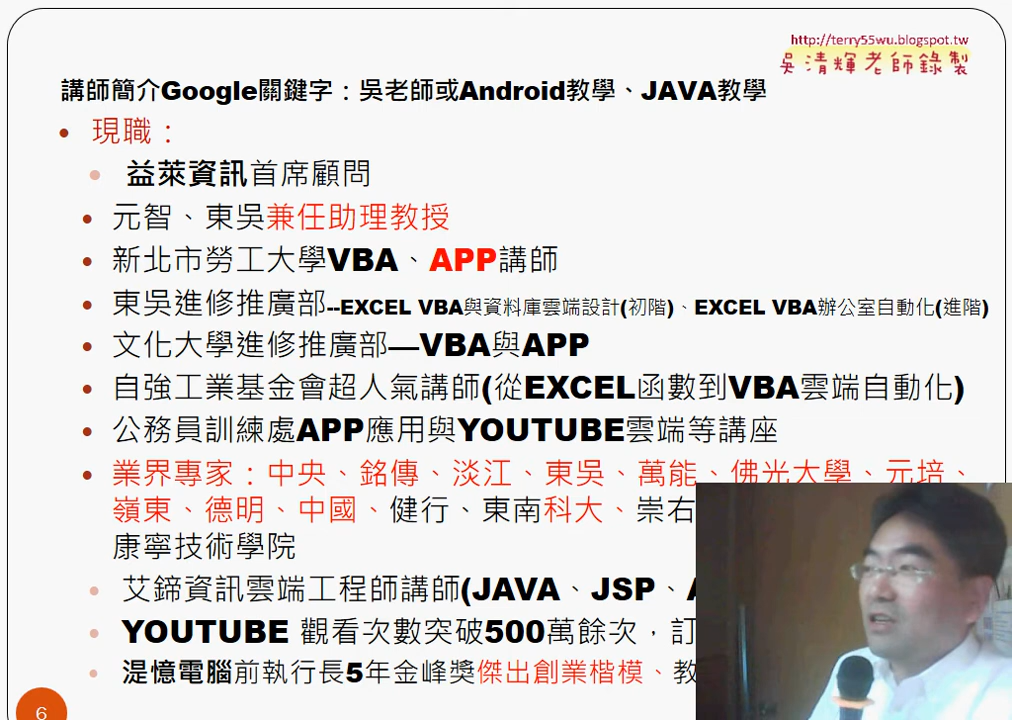 http://terry55wu.blogspot.tw
吳清輝老師錄製
講師簡介Google關鍵字：吳老師或Android教學、JAVA教學
現職：
益萊資訊首席顧問
元智、東吳兼任助理教授
新北市勞工大學VBA、APP講師
東吳進修推廣部--EXCEL VBA與資料庫雲端設計(初階)、EXCEL VBA辦公室自動化(進階)
文化大學進修推廣部—VBA與APP
自強工業基金會超人氣講師(從EXCEL函數到VBA雲端自動化)
公務員訓練處APP應用與YOUTUBE雲端等講座
業界專家：中央、銘傳、淡江、東吳、萬能、佛光大學、元培、
嶺東、德明、中國、健行、東南科大、崇右
康寧技術學院
艾鍗資訊雲端工程師講師(JAVA、JSP、
YOUTUBE 觀看次數突破500萬餘次，訂
湜憶電腦前執行長5年金峰獎傑出創業楷模、教
6